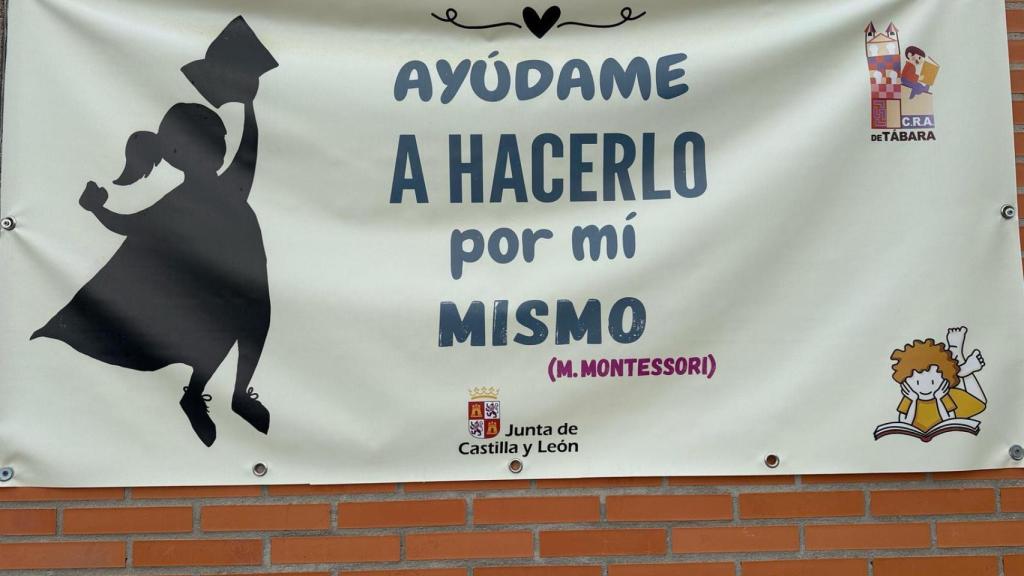 AYÚDAME
A HACERLO
por mí
MISMO
(M. MONTESSORI)
C.R.A.
DE TÁBARA
Junta de
Castilla y León